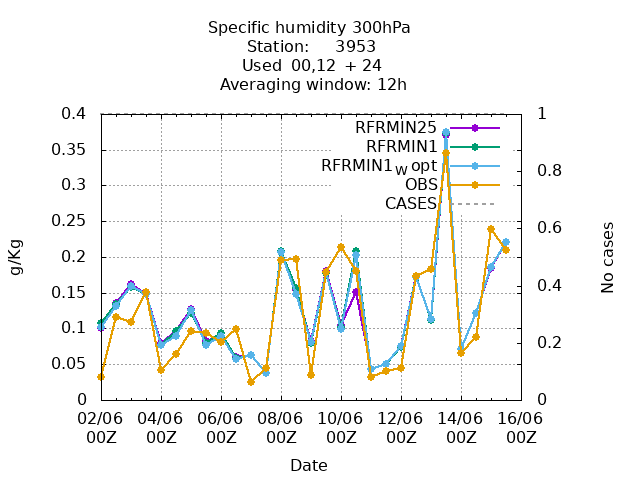 Specific humidity 300hPa
Station: 3953
Used 00,12 + 24
Averaging window: 12h
g/Kg
0.4
0.35
0.3
0.25
0.2
0.15
0.1
0.05
0
RFRMIN25
RFRMIN1
RFRMIN1_w opt
OBS
CASES
1
0.8
0.6
0.4
0.2
0
No cases
02/06 04/06 06/06 08/06 10/06 12/06 14/06 16/06
00Z 00Z 00Z 00Z 00Z 00Z 00Z 00Z
Date